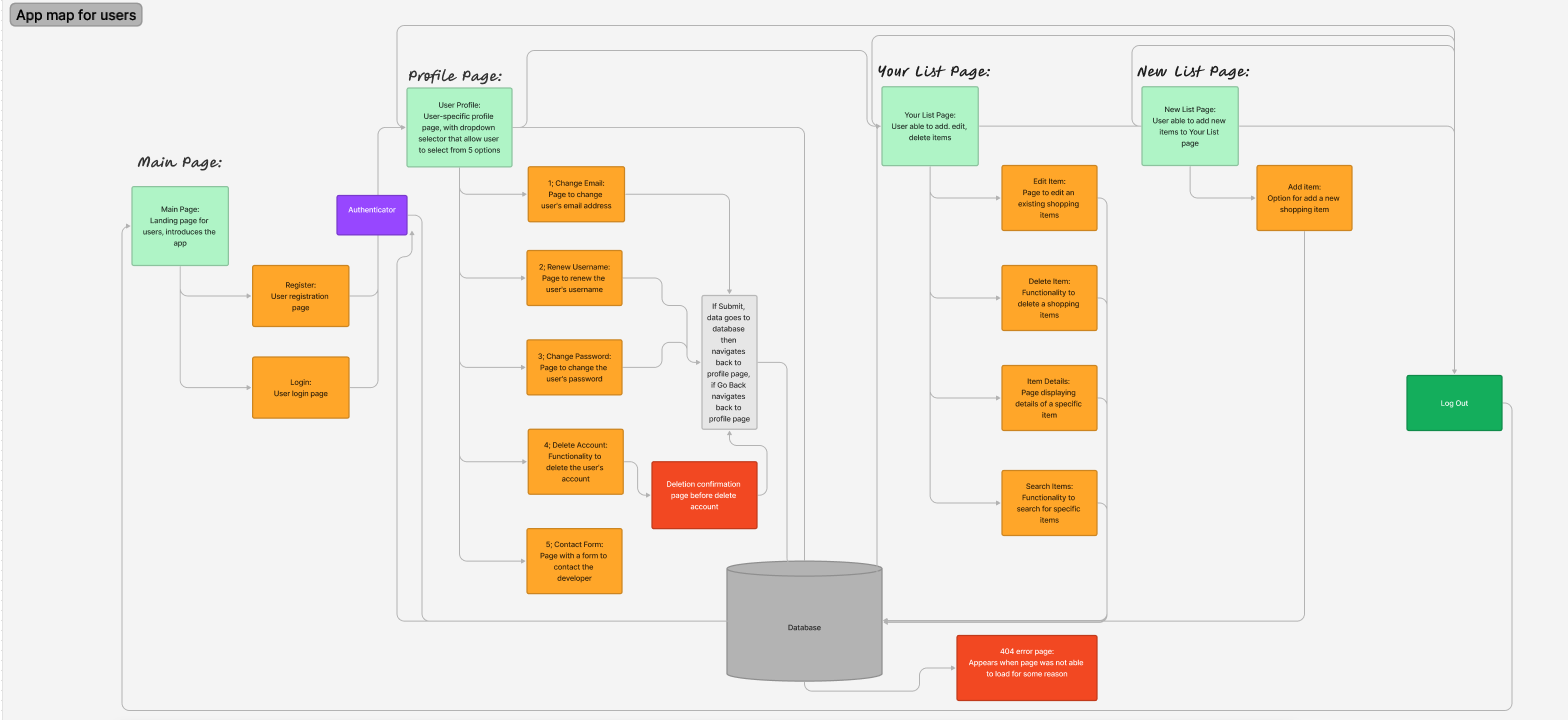 App map for users
Main Page:
Main Page:
Landing page for
users, introduces the
app
Register:
User registration
page
Login:
User login page
Authenticator
Profile Page:
User Profile:
User-specific profile
page, with dropdown
selector that allow user
to select from 5 options
1; Change Email:
Page to change
user's email address
2; Renew Username:
Page to renew the
user's username
3; Change Password:
Page to change the
user's password
4; Delete Account:
Functionality to
delete the user's
account
5; Contact Form:
Page with a form to
contact the
developer
If Submit,
data goes to
database
then
navigates
back to
profile page,
if Go Back
navigates
back to
profile page
Deletion confirmation
page before delete
account
Database
Your List Page:
Your List Page:
User able to add. edit,
delete items
Edit Item:
Page to edit an
existing shopping
items
Delete Item:
Functionality to
delete a shopping
items
Item Details:
Page displaying
details of a specific
item
Search Items:
Functionality to
search for specific
items
404 error page:
Appears when page was not able
to load for some reason
New List Page:
New List Page:
User able to add new
items to Your List
page
Add item:
Option for add a new
shopping item
Log Out